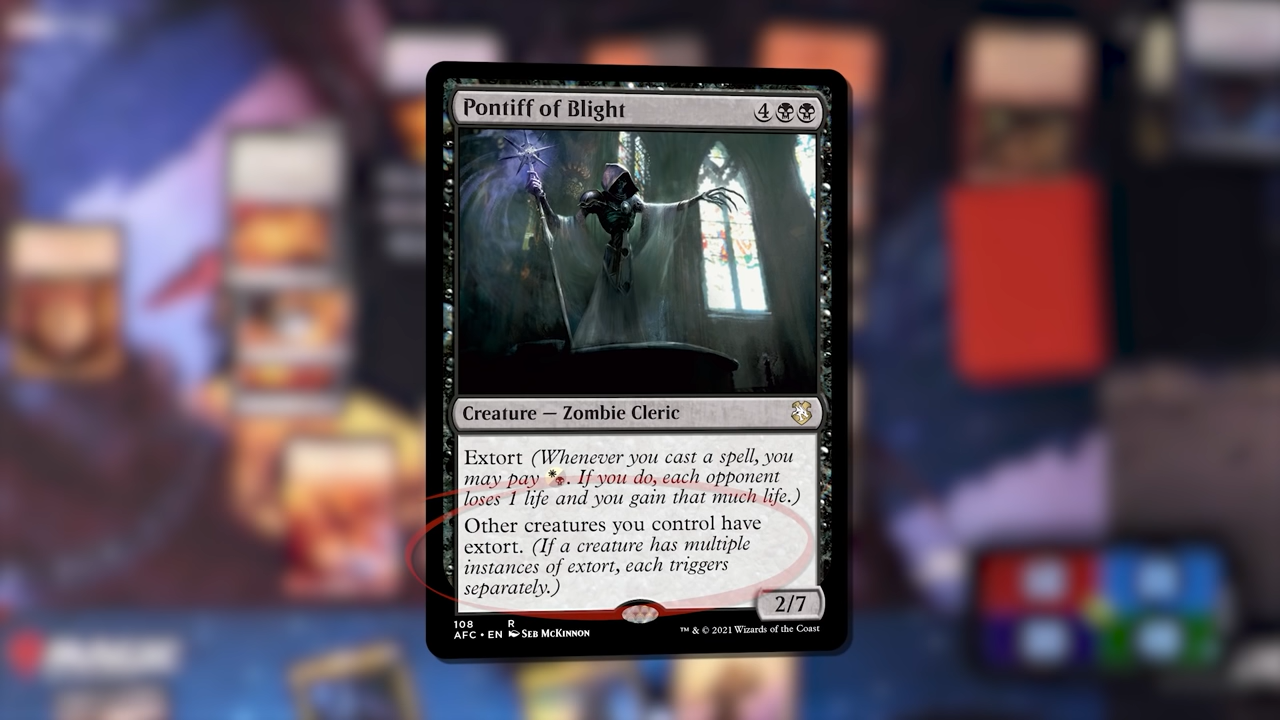 Pontiff of Blight 4
Creature — Zombie Cleric
Extort (Whenever you cast a spell, you
may pay . If you do, each opponent
loses 1 life and you gain that much life.)
Other creatures you control have
extort. (If a creature has multiple
instances of extort, each triggers
separately.)
2/7
108 R
AFC • EN SEB MCKINNON
™ & © 2021 Wizards of the Coast